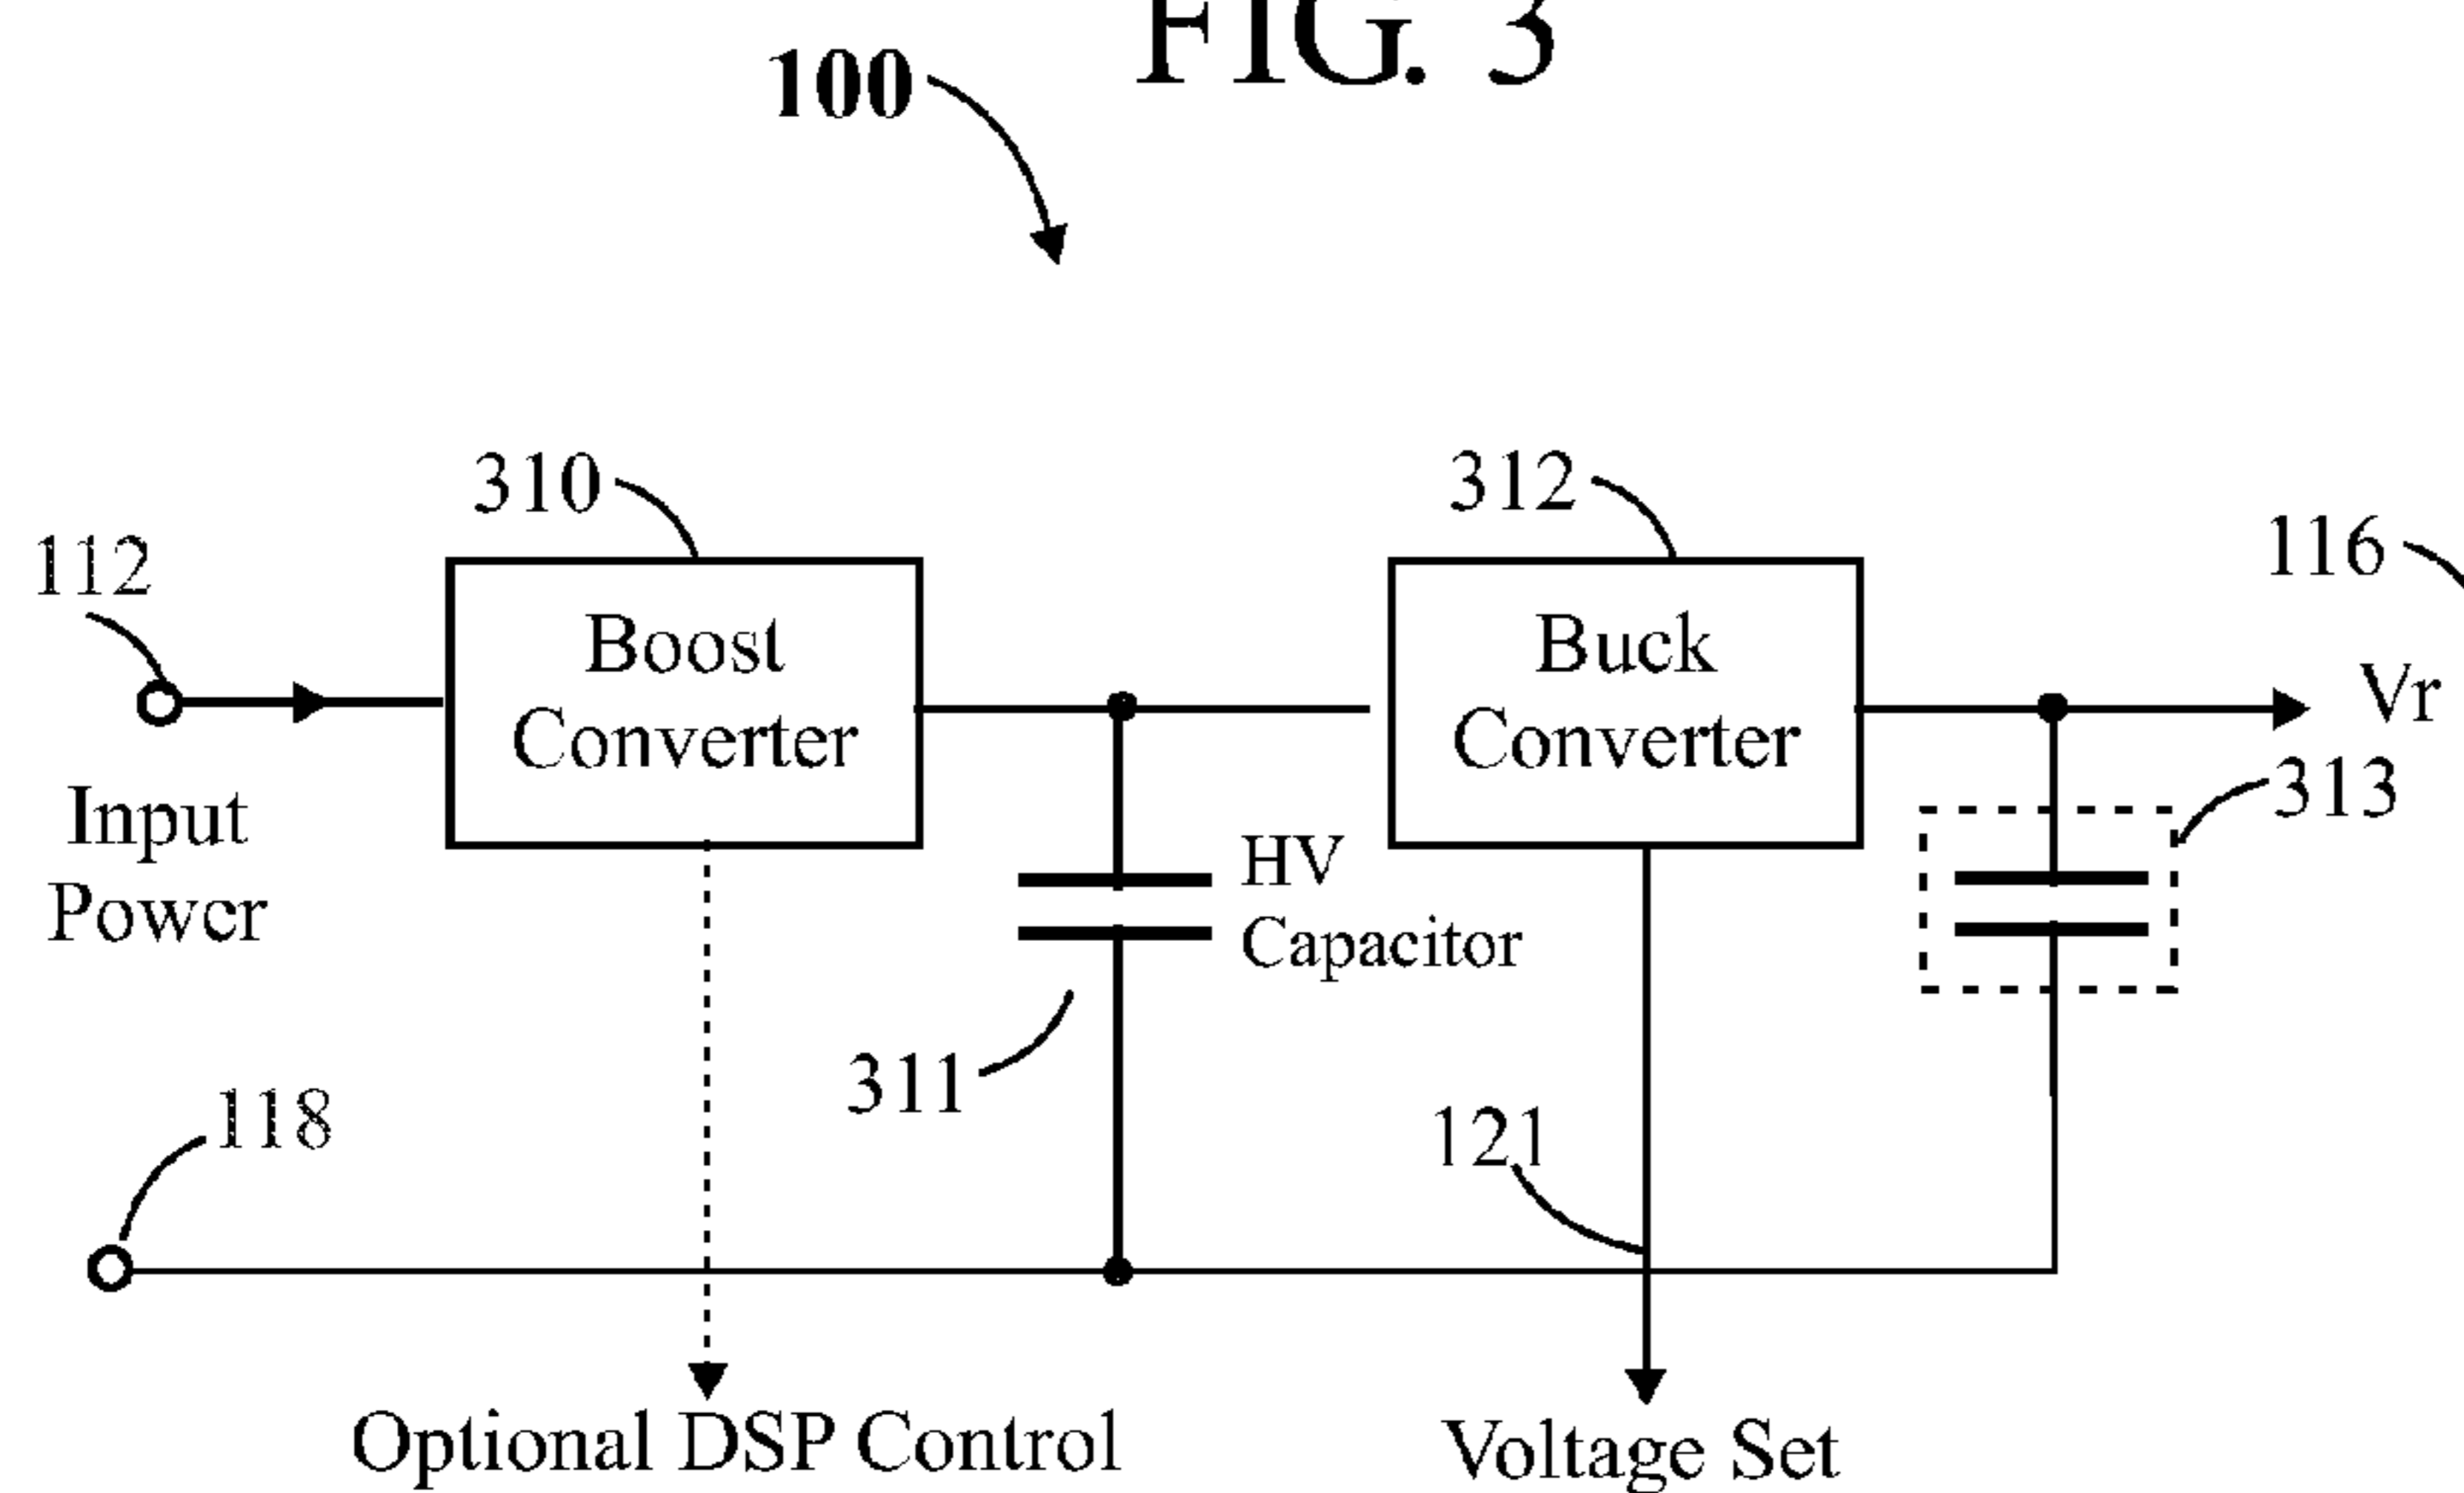 FIG. 3
100
310
312
112
116
Boost
Converter
Buck
Converter
Vr
313
Input
Power
HV
Capacitor
311
118
121
Optional DSP Control
Voltage Set